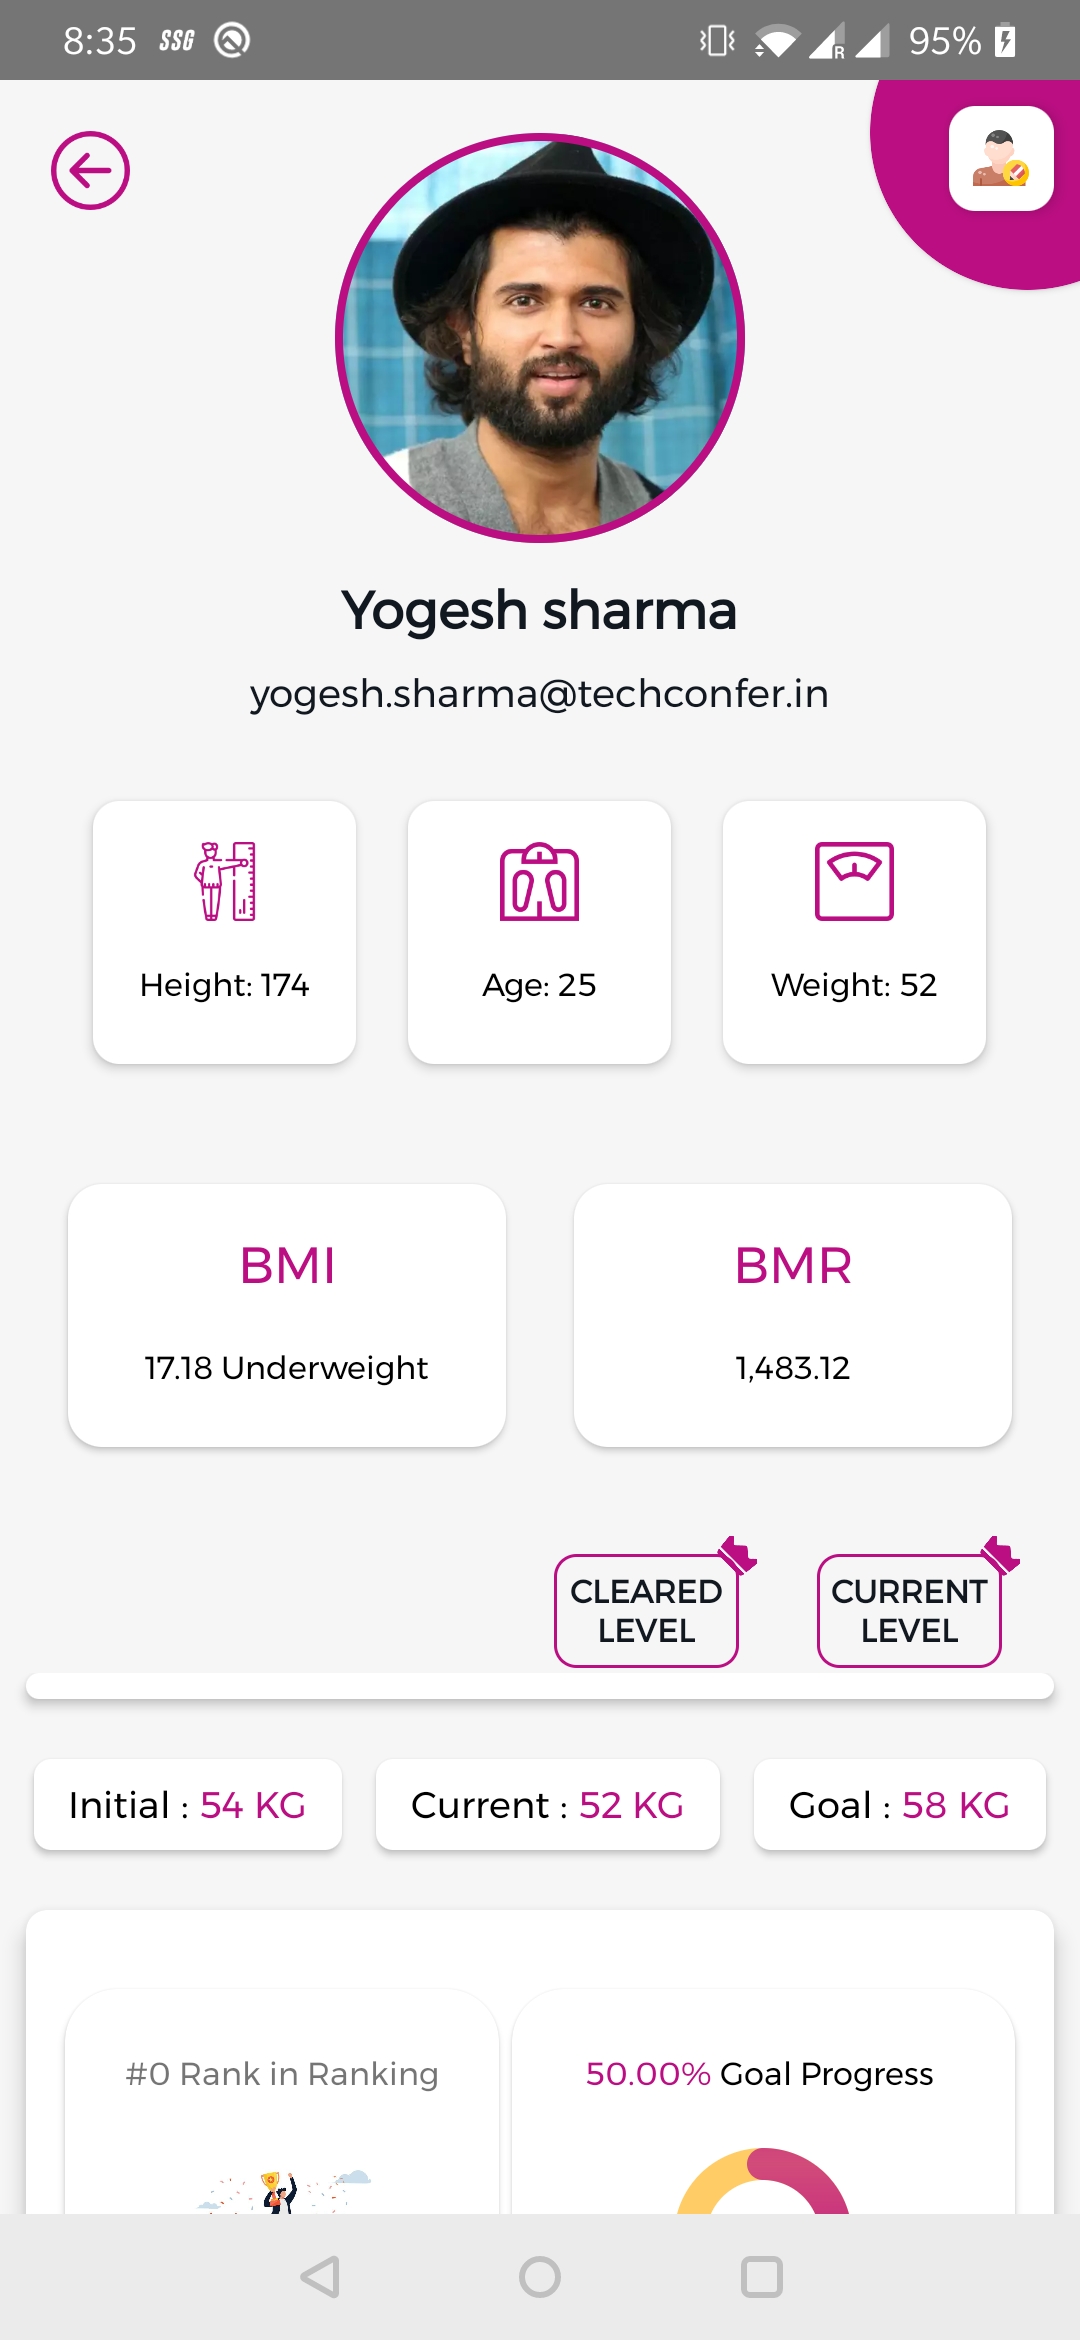 8:35 SSG 95%
Yogesh sharma
yogesh.sharma@techconfer.in
Height: 174 Age: 25 Weight: 52
BMI BMR
17.18 Underweight 1,483.12
CLEARED LEVEL CURRENT LEVEL
Initial : 54 KG Current : 52 KG Goal : 58 KG
#0 Rank in Ranking 50.00% Goal Progress